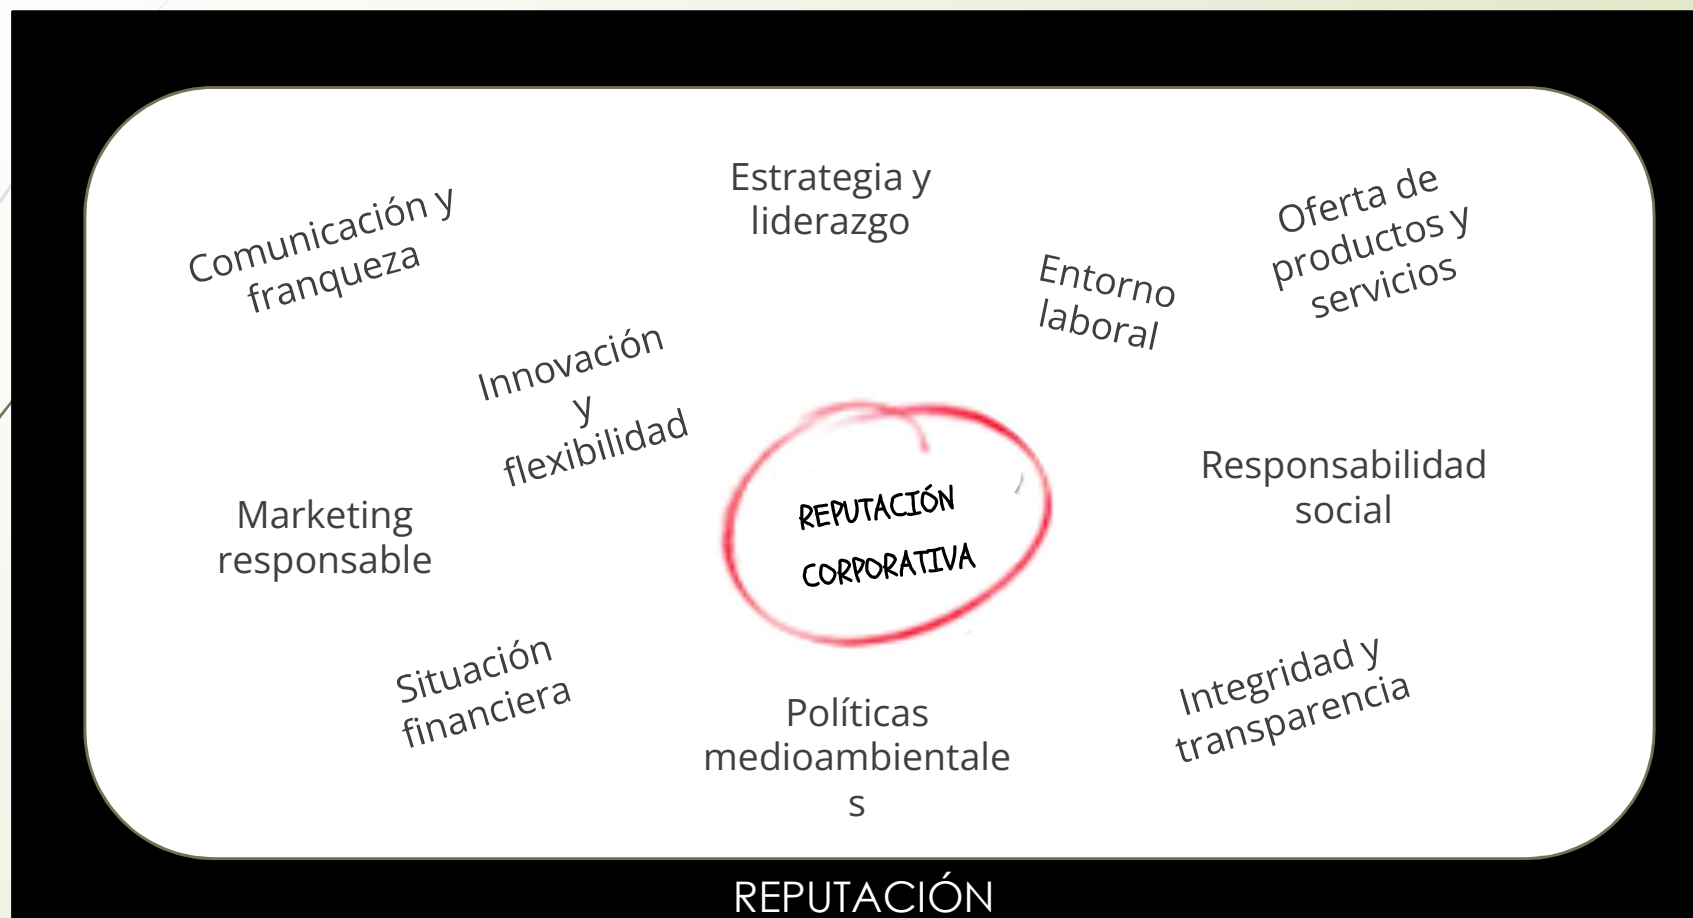 Comunicación y
franqueza
Estrategia y
liderazgo
Entorno
laboral
Oferta de
productos y
servicios
Innovación
y
flexibilidad
Marketing
responsable
REPUTACIÓN
CORPORATIVA
Responsabilidad
social
Situación
financiera
Políticas
medioambientale
s
Integridad y
transparencia
REPUTACIÓN